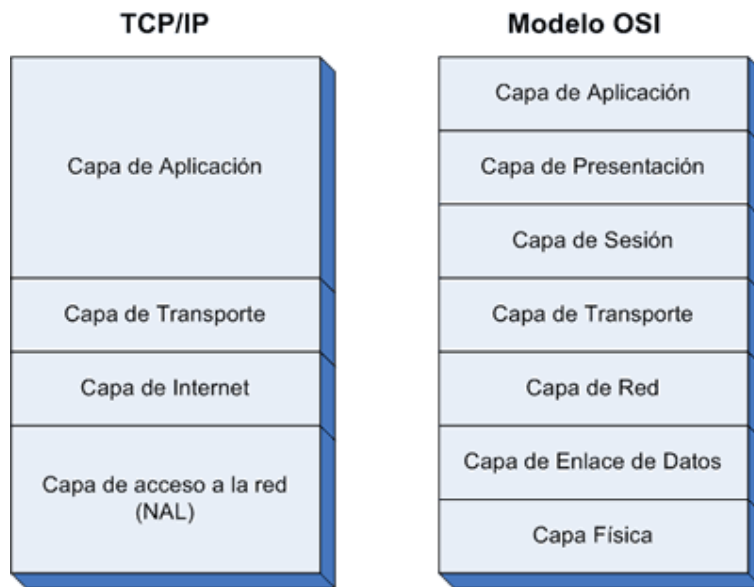 TCP/IP
Capa de Aplicación
Capa de Transporte
Capa de Internet
Capa de acceso a la red
(NAL)
Modelo OSI
Capa de Aplicación
Capa de Presentación
Capa de Sesión
Capa de Transporte
Capa de Red
Capa de Enlace de Datos
Capa Física